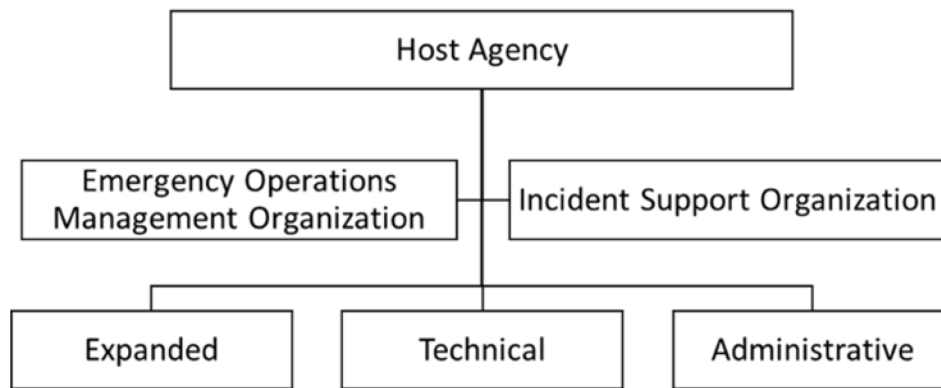 Host Agency
Emergency Operations
Management Organization
Incident Support Organization
Expanded
Technical
Administrative